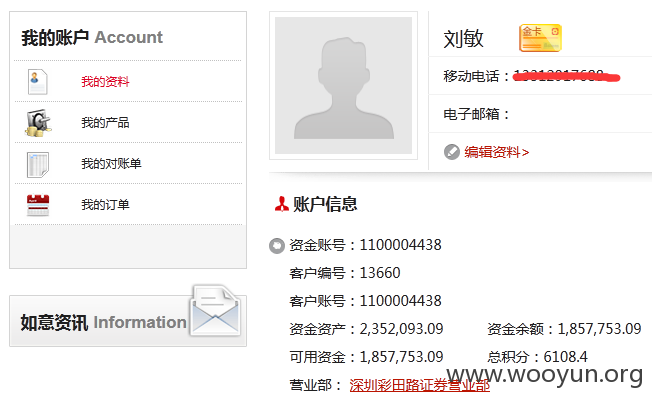 我的账户 Account
我的资料
我的产品
我的对账单
我的订单
如意资讯 Information
刘敏
金卡
移动电话：
电子邮箱：
编辑资料>
账户信息
资金账号：1100004438
客户编号：13660
客户账号：1100004438
资金资产：2,352,093.09 资金余额：1,857,753.09
可用资金：1,857,753.09 总积分：6108.4
营业部： 深圳彩田路证券营业部
www.wooyun.org